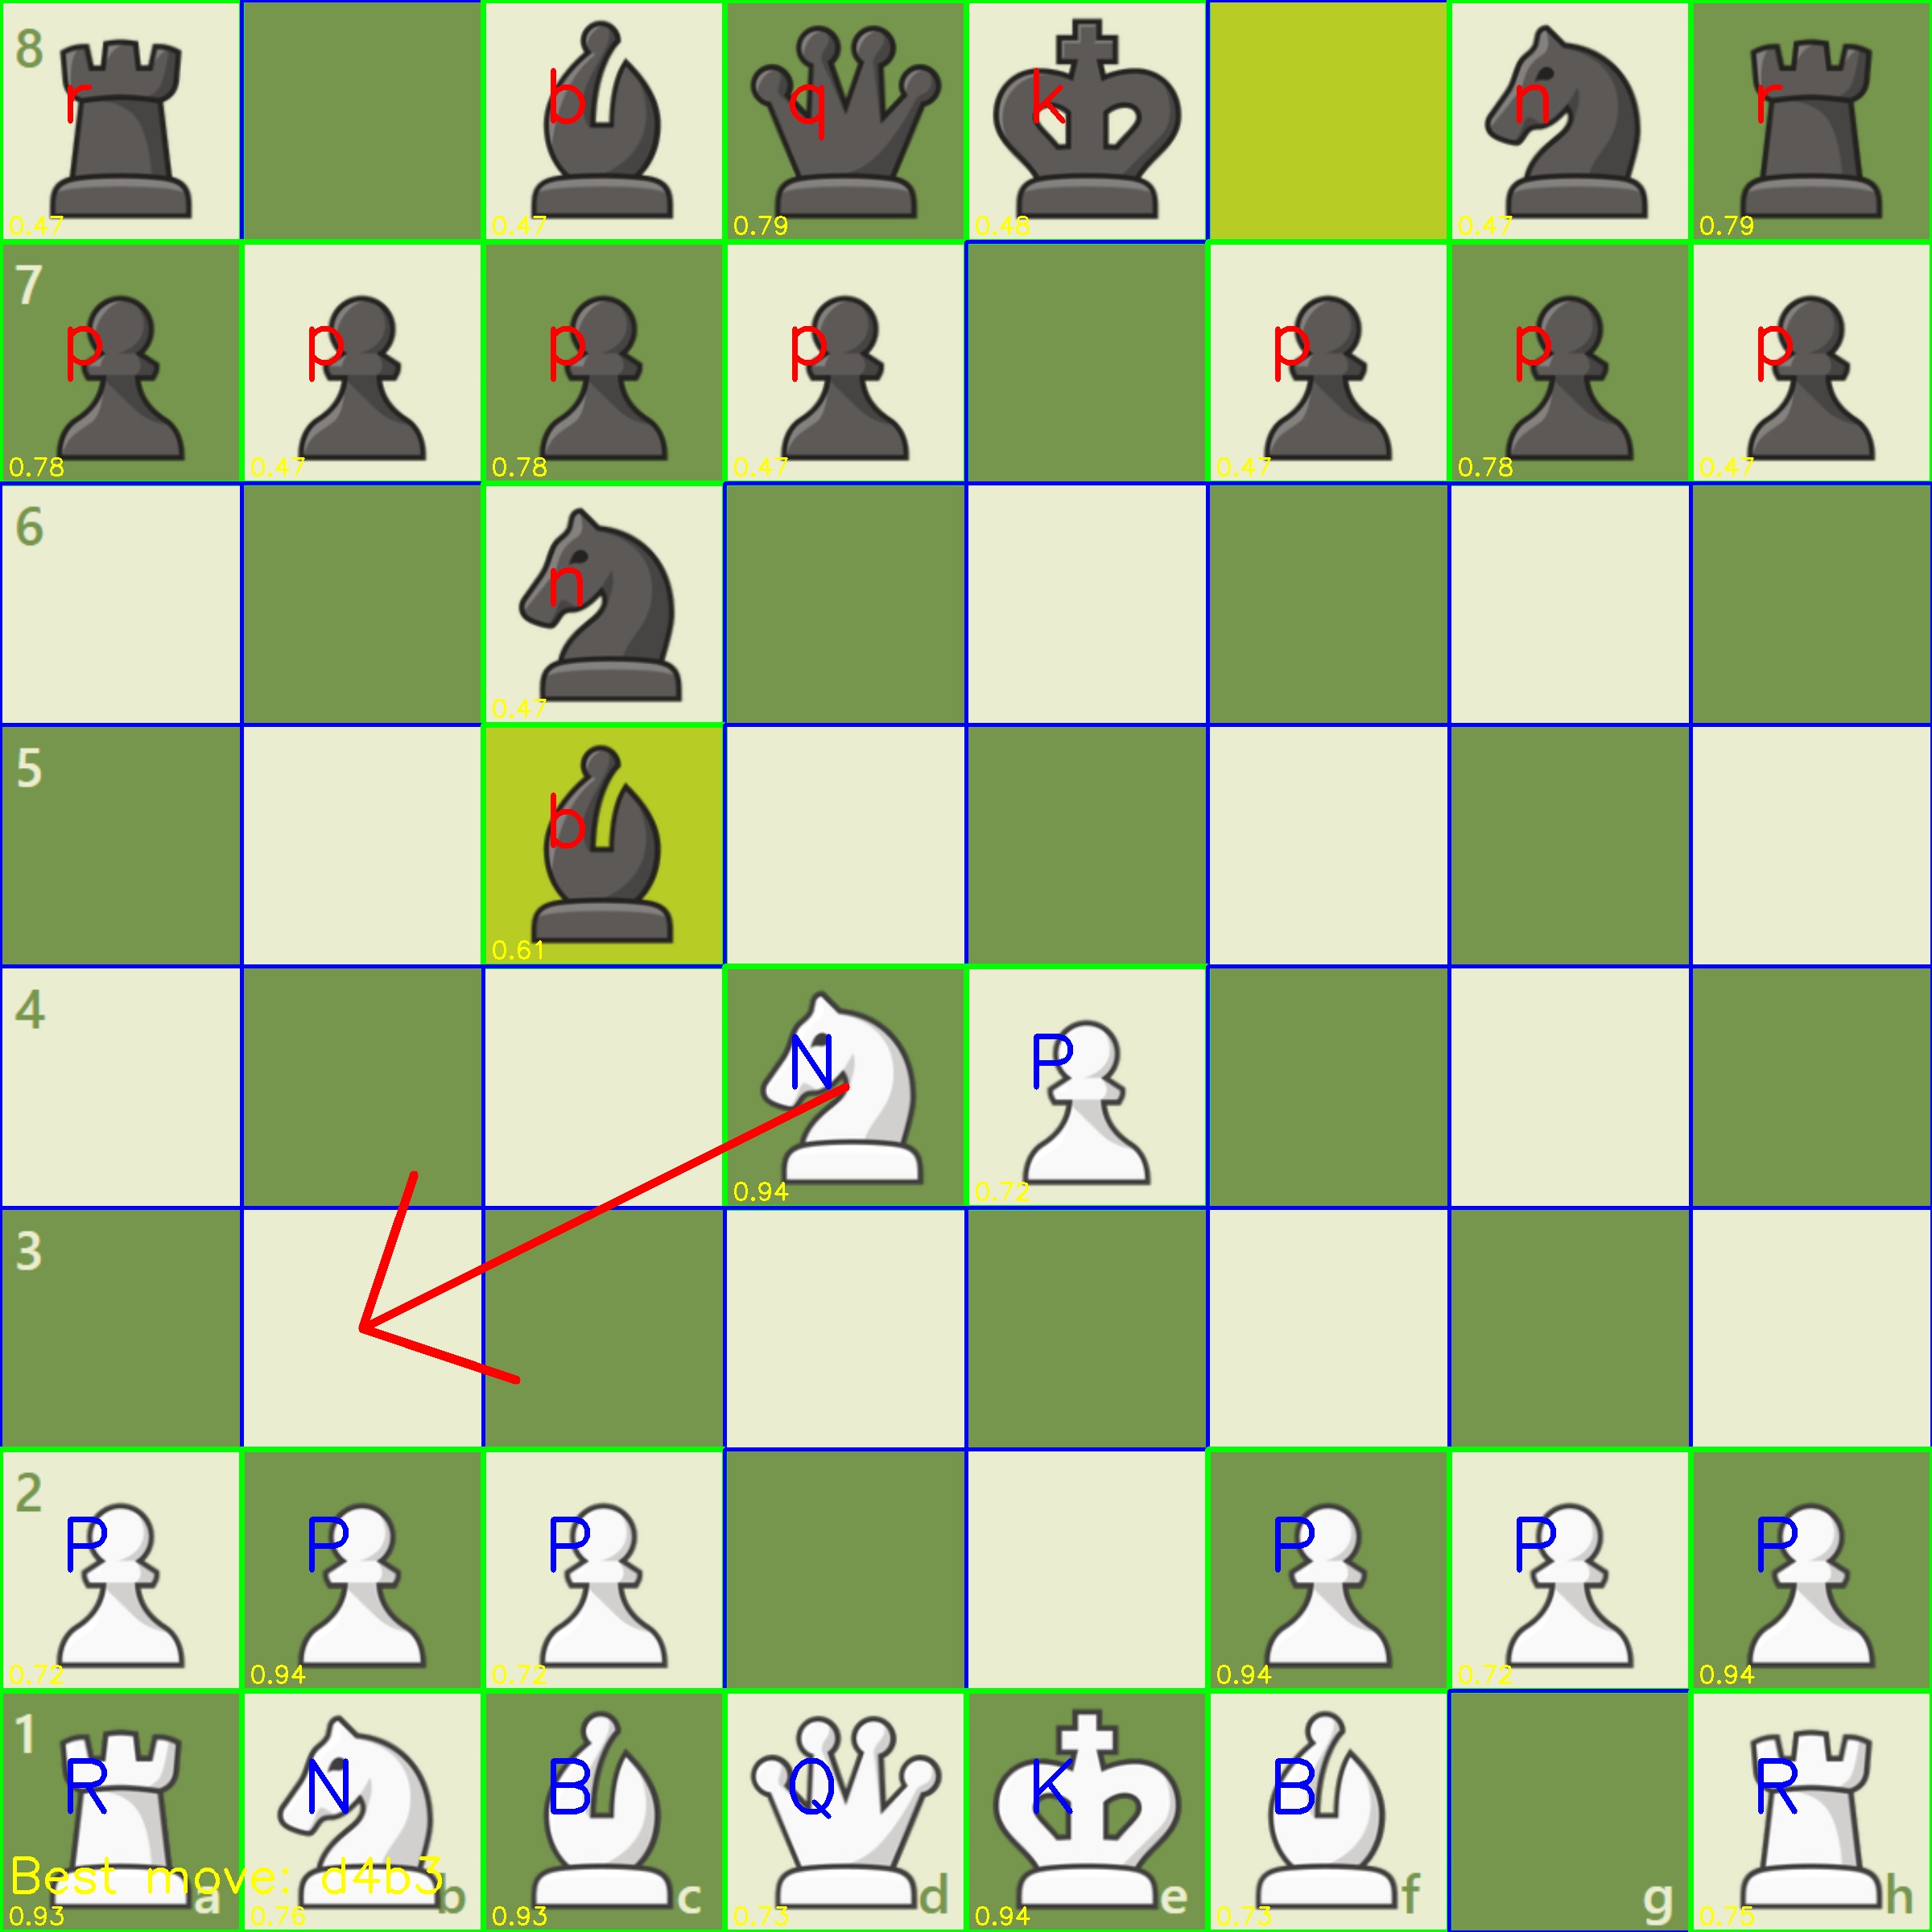 8 r b q k n r
0.47 0.47 0.79 0.48 0.47 0.79
7 p p p p p p p
0.78 0.47 0.78 0.47 0.47 0.78 0.47
6 n
0.47
5 b
0.61
4 N P
0.94 0.72
3
2 P P P P P P
0.72 0.94 0.72 0.94 0.72 0.94
1 R N B Q K B R
Best move: d4b3
a b c d e f g h
0.93 0.76 0.93 0.73 0.94 0.73 0.75